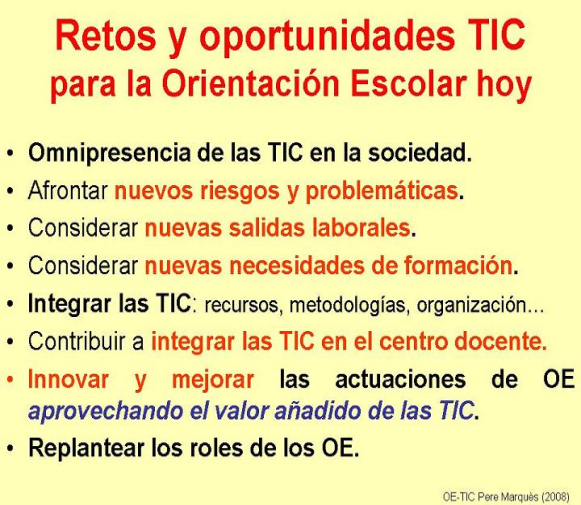 Retos y oportunidades TIC
para la Orientación Escolar hoy
• Omnipresencia de las TIC en la sociedad.
• Afrontar nuevos riesgos y problemáticas.
• Considerar nuevas salidas laborales.
• Considerar nuevas necesidades de formación.
• Integrar las TIC: recursos, metodologías, organización…
• Contribuir a integrar las TIC en el centro docente.
• Innovar y mejorar las actuaciones de OE
aprovechando el valor añadido de las TIC.
• Replantear los roles de los OE.
OE-TIC Pere Marquès (2008)